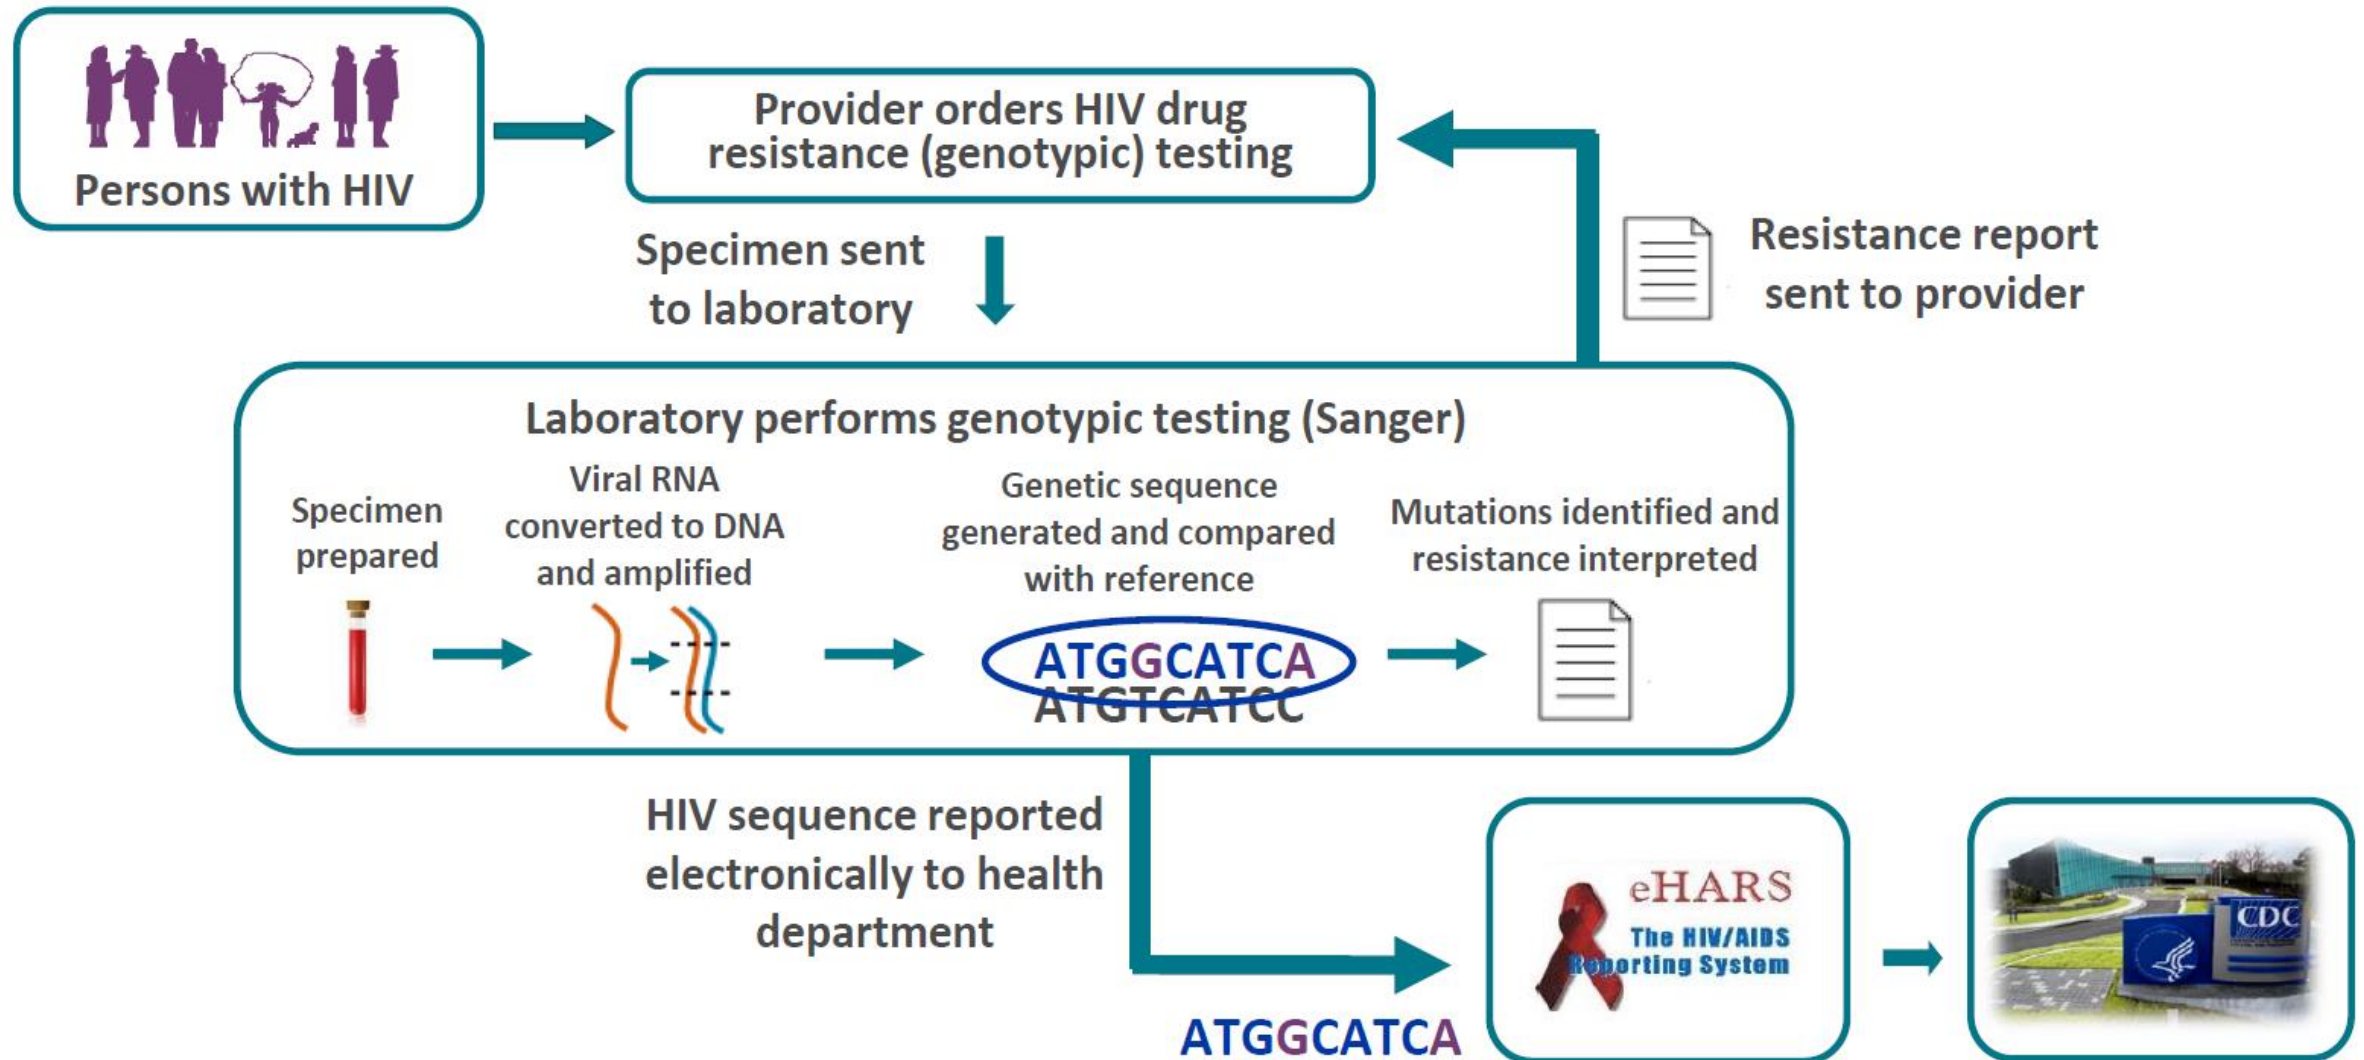 Persons with HIV
Provider orders HIV drug
resistance (genotypic) testing
Specimen sent
to laboratory
Resistance report
sent to provider
Laboratory performs genotypic testing (Sanger)
Specimen
prepared
Viral RNA
converted to DNA
and amplified
Genetic sequence
generated and compared
with reference
ATGGCATCA
ATGTCATCC
Mutations identified and
resistance interpreted
HIV sequence reported
electronically to health
department
ATGGCATCA
eHARS
The HIV/AIDS
Reporting System
CDC